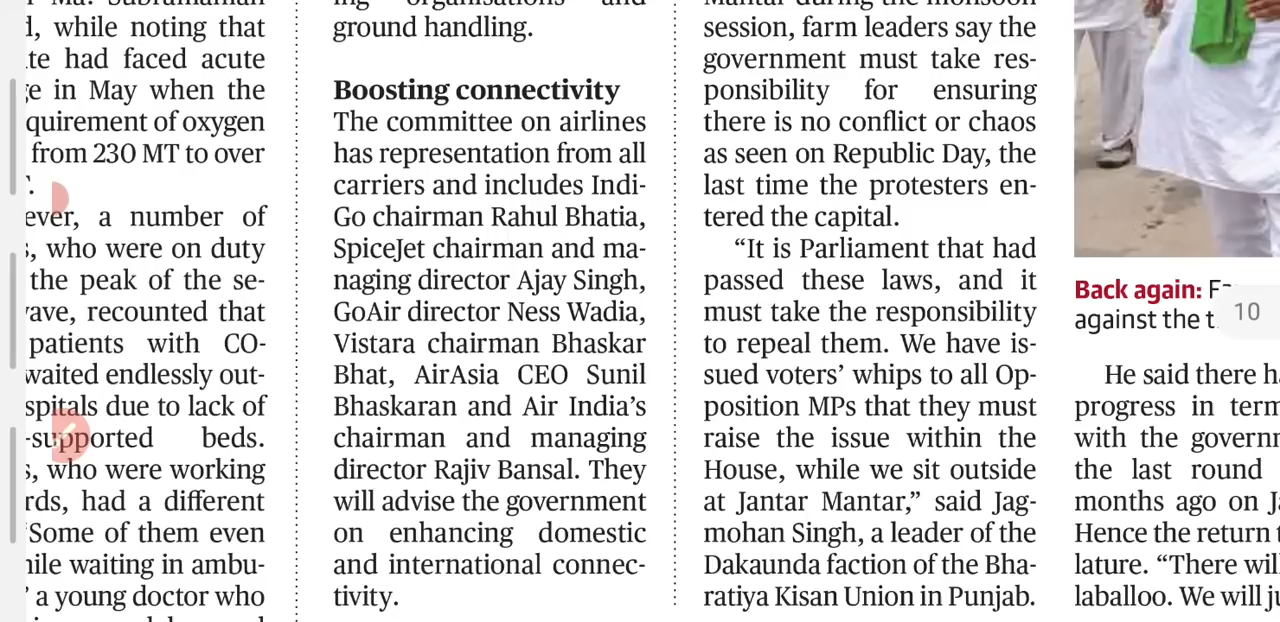 , while noting that
had faced acute
in May when the
of oxygen
from 230 MT to over
a number of
, who were on duty
the peak of the se-
recounted that
patients with CO-
waited endlessly out-
due to lack of
-supported beds.
, who were working
had a different
Some of them even
waiting in ambu-
a young doctor who
organisations and
ground handling.
Boosting connectivity
The committee on airlines
has representation from all
carriers and includes Indi-
Go chairman Rahul Bhatia,
SpiceJet chairman and ma-
naging director Ajay Singh,
GoAir director Ness Wadia,
Vistara chairman Bhaskar
Bhat, AirAsia CEO Sunil
Bhaskaran and Air India's
chairman and managing
director Rajiv Bansal. They
will advise the government
on enhancing domestic
and international connec-
tivity.
Mantar during the monsoon
session, farm leaders say the
government must take res-
ponsibility for ensuring
there is no conflict or chaos
as seen on Republic Day, the
last time the protesters en-
tered the capital.
“It is Parliament that had
passed these laws, and it
must take the responsibility
to repeal them. We have is-
sued voters’ whips to all Op-
position MPs that they must
raise the issue within the
House, while we sit outside
at Jantar Mantar,” said Jag-
mohan Singh, a leader of the
Dakaunda faction of the Bha-
ratiya Kisan Union in Punjab.
Back again:
against the
10
He said there
progress in
with the
the last round
months ago on
Hence the return
lature. “There
laballoo. We will